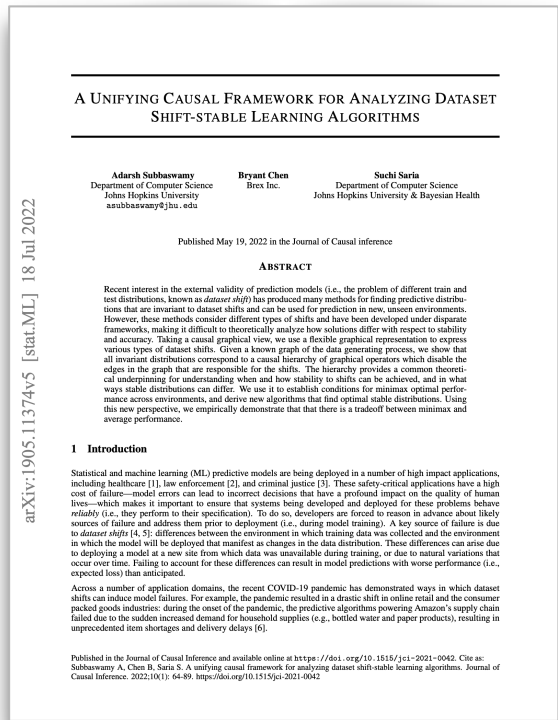 A UNIFYING CAUSAL FRAMEWORK FOR ANALYZING DATASET
SHIFT-STABLE LEARNING ALGORITHMS
Adarsh Subbaswamy
Department of Computer Science
Johns Hopkins University
asubbaswamy@jhu.edu
Bryant Chen
Brex Inc.
Suchi Saria
Department of Computer Science
Johns Hopkins University & Bayesian Health
Published May 19, 2022 in the Journal of Causal inference
ABSTRACT
Recent interest in the external validity of prediction models (i.e., the problem of different train and
test distributions, known as dataset shift) has produced many methods for finding predictive distribu-
tions that are invariant to dataset shifts and can be used for prediction in new, unseen environments.
However, these methods consider different types of shifts and have been developed under disparate
frameworks, making it difficult to theoretically analyze how solutions differ with respect to stability
and accuracy. Taking a causal graphical view, we use a flexible graphical representation to express
various types of dataset shifts. Given a known graph of the data generating process, we show that
all invariant distributions correspond to a causal hierarchy of graphical operators which disable the
edges in the graph that are responsible for the shifts. The hierarchy provides a common theoreti-
cal underpinning for understanding when and how stability to shifts can be achieved, and in what
ways stable distributions can differ. We use it to establish conditions for minimax optimal perfor-
mance across environments, and derive new algorithms that find optimal stable distributions. Using
this new perspective, we empirically demonstrate that that there is a tradeoff between minimax and
average performance.
1 Introduction
Statistical and machine learning (ML) predictive models are being deployed in a number of high impact applications,
including healthcare [1], law enforcement [2], and criminal justice [3]. These safety-critical applications have a high
cost of failure—model errors can lead to incorrect decisions that have a profound impact on the quality of human
lives—which makes it important to ensure that systems being developed and deployed for these problems behave
reliably (i.e., they perform to their specification). To do so, developers are forced to reason in advance about likely
sources of failure and address them prior to deployment (i.e., during model training). A key source of failure is due
to dataset shifts [4, 5]: differences between the environment in which training data was collected and the environment
in which the model will be deployed that manifest as changes in the data distribution. These differences can arise due
to deploying a model at a new site from which data was unavailable during training, or due to natural variations that
occur over time. Failing to account for these differences can result in model predictions with worse performance (i.e.,
expected loss) than anticipated.
Across a number of application domains, the recent COVID-19 pandemic has demonstrated ways in which dataset
shifts can induce model failures. For example, the pandemic resulted in a drastic shift in online retail and the consumer
packed goods industries: during the onset of the pandemic, the predictive algorithms powering Amazon's supply chain
failed due to the sudden increased demand for household supplies (e.g., bottled water and paper products), resulting in
unprecedented item shortages and delivery delays [6].
Published in the Journal of Causal Inference and available online at https://doi.org/10.1515/jci-2021-0042. Cite as:
Subbaswamy A, Chen B, Saria S. A unifying causal framework for analyzing dataset shift-stable learning algorithms. Journal of
Causal Inference. 2022;10(1): 64-89. https://doi.org/10.1515/jci-2021-0042
arXiv:1905.11374v5 [stat.ML] 18 Jul 2022